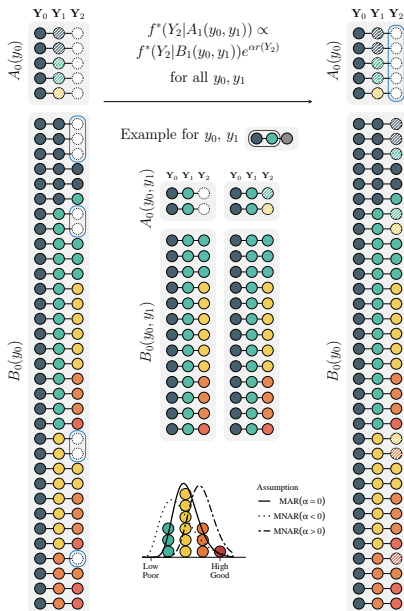 Y₀ Y₁ Y₂
A₀(y₀)
B₀(y₀)
f*(Y₂|A₁(y₀, y₁)) ∝
f*(Y₂|B₁(y₀, y₁))e^{αr(Y₂)}
for all y₀, y₁
Example for y₀, y₁
Y₀ Y₁ Y₂ Y₀ Y₁ Y₂
A₀(y₀, y₁)
B₀(y₀, y₁)
Assumption
MAR(α = 0)
MNAR(α < 0)
MNAR(α > 0)
Low High
Poor Good
Y₀ Y₁ Y₂
A₀(y₀)
B₀(y₀)